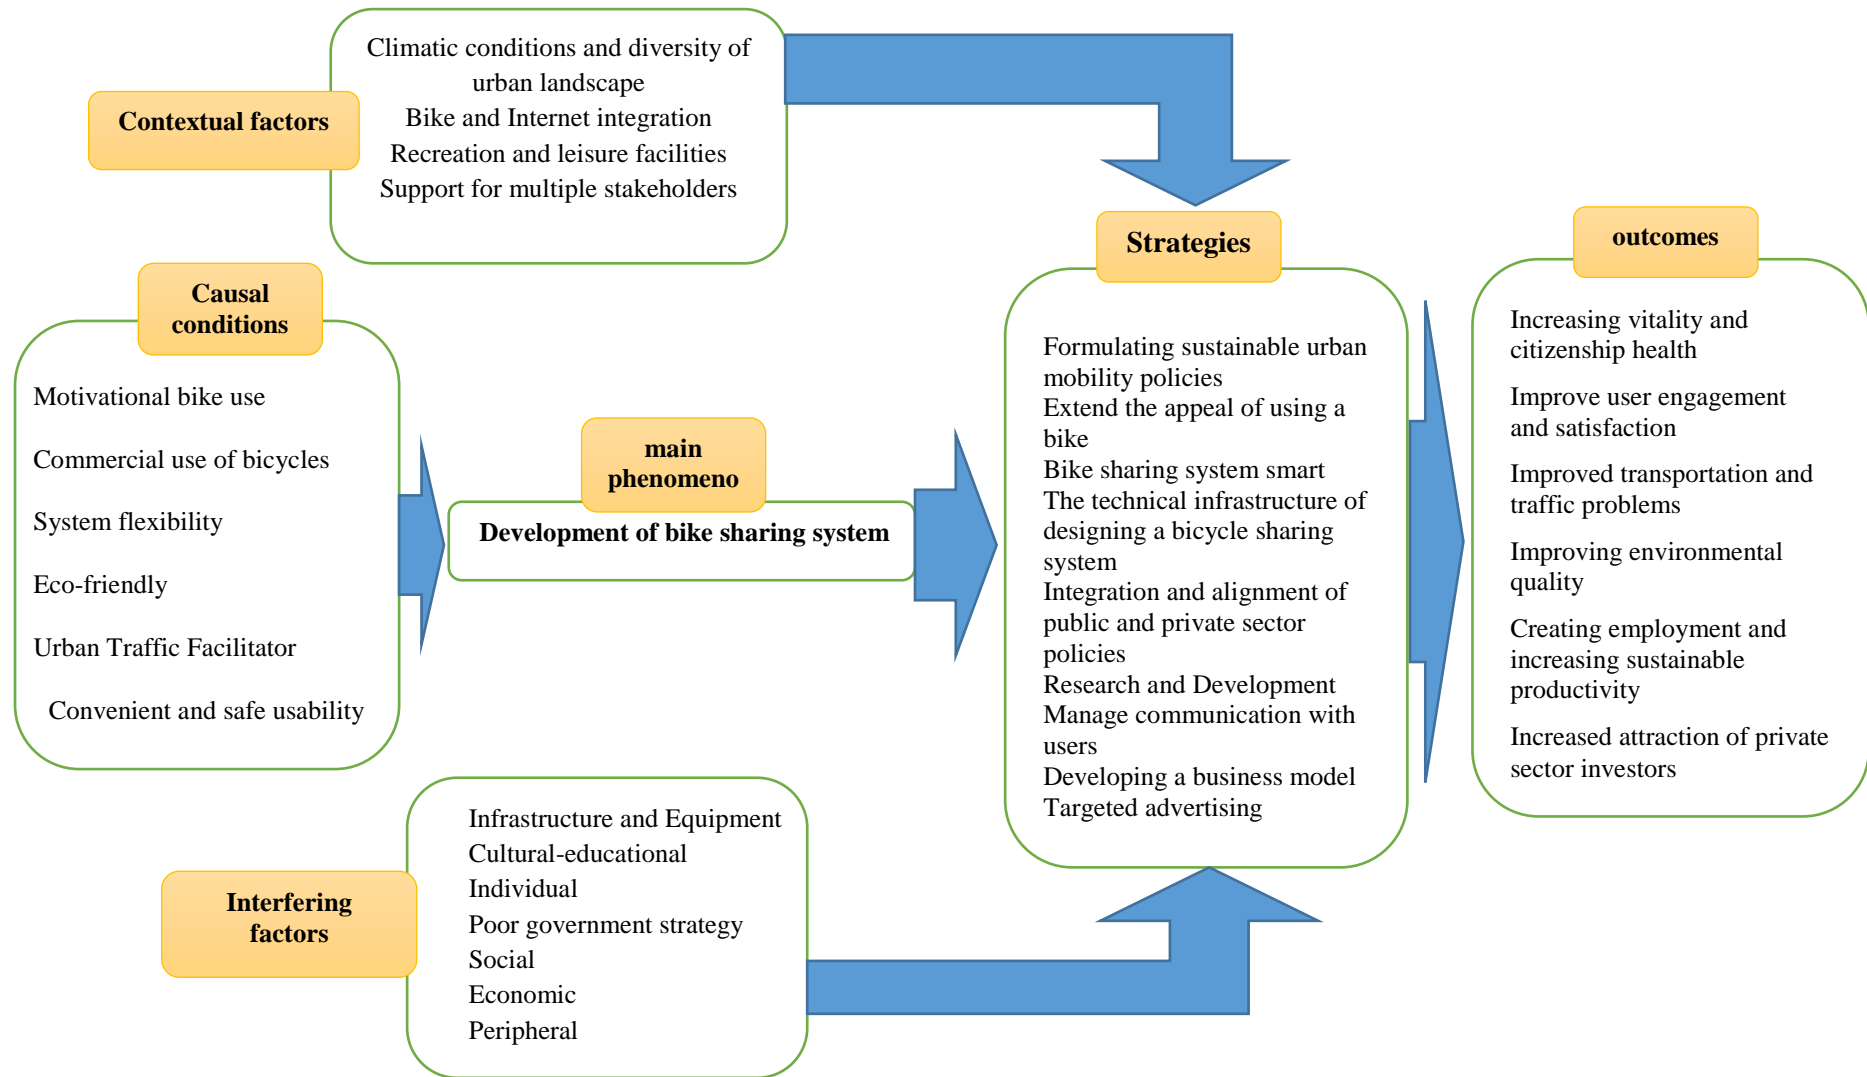 Contextual factors
Climatic conditions and diversity of
urban landscape
Bike and Internet integration
Recreation and leisure facilities
Support for multiple stakeholders
Causal
conditions
Motivational bike use
Commercial use of bicycles
System flexibility
Eco-friendly
Urban Traffic Facilitator
Convenient and safe usability
main
phenomeno
Development of bike sharing system
Interfering
factors
Infrastructure and Equipment
Cultural-educational
Individual
Poor government strategy
Social
Economic
Peripheral
Strategies
Formulating sustainable urban
mobility policies
Extend the appeal of using a
bike
Bike sharing system smart
The technical infrastructure of
designing a bicycle sharing
system
Integration and alignment of
public and private sector
policies
Research and Development
Manage communication with
users
Developing a business model
Targeted advertising
outcomes
Increasing vitality and
citizenship health
Improve user engagement
and satisfaction
Improved transportation and
traffic problems
Improving environmental
quality
Creating employment and
increasing sustainable
productivity
Increased attraction of private
sector investors